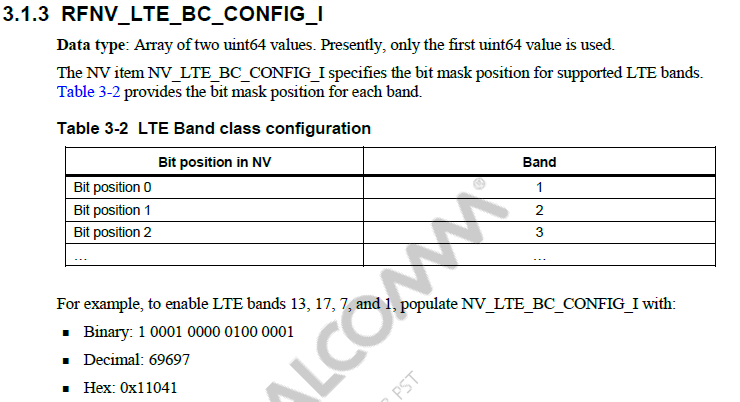 3.1.3 RFNV_LTE_BC_CONFIG_I
Data type: Array of two uint64 values. Presently, only the first uint64 value is used.
The NV item NV_LTE_BC_CONFIG_I specifies the bit mask position for supported LTE bands.
Table 3-2 provides the bit mask position for each band.
Table 3-2 LTE Band class configuration
Bit position in NV Band
Bit position 0 1
Bit position 1 2
Bit position 2 3
… …
For example, to enable LTE bands 13, 17, 7, and 1, populate NV_LTE_BC_CONFIG_I with:
▪ Binary: 1 0001 0000 0100 0001
▪ Decimal: 69697
▪ Hex: 0x11041
PST